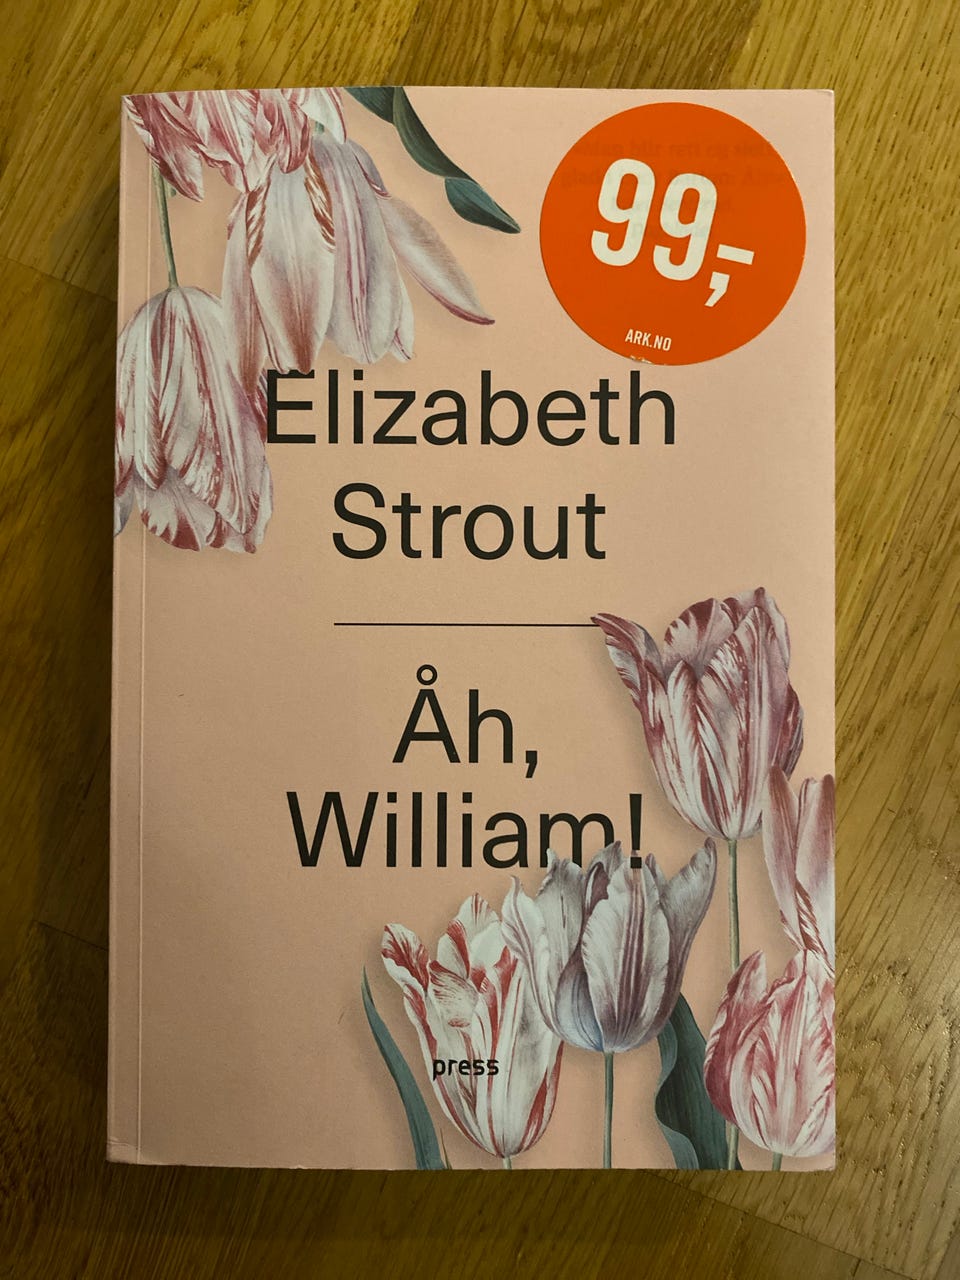 99,-
ARK.NO
Elizabeth
Strout
Åh,
William!
press